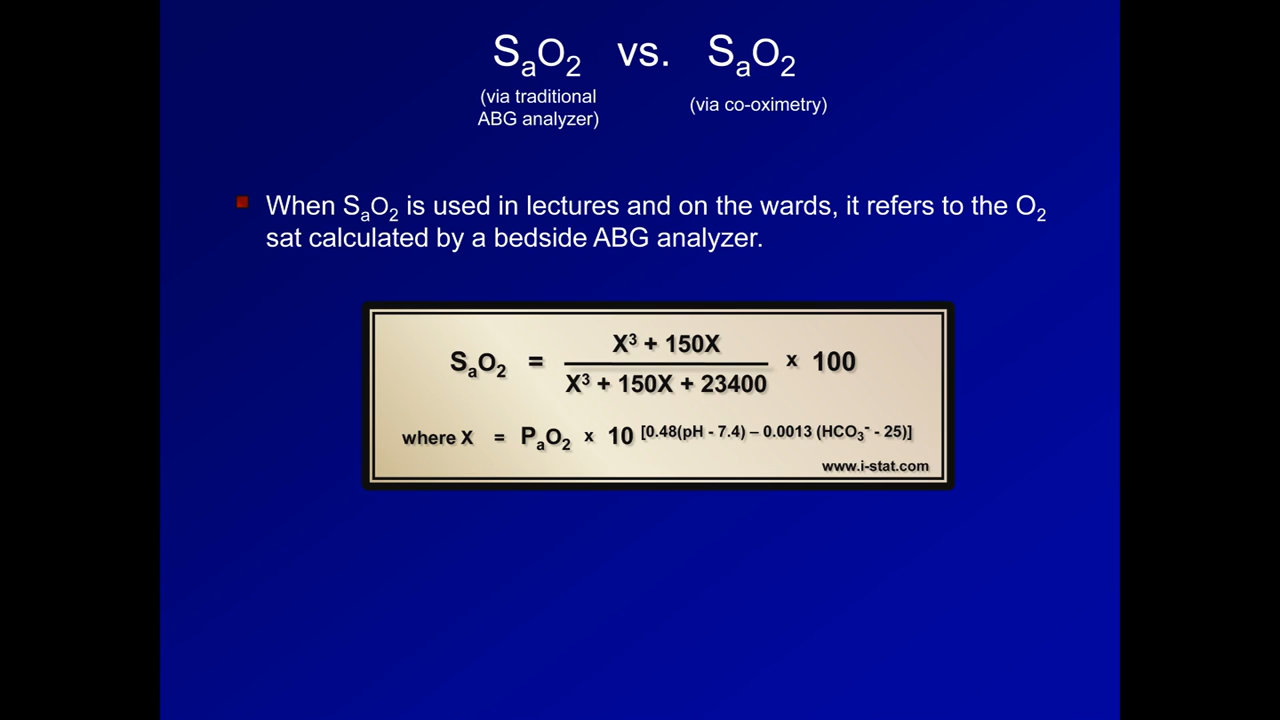 SaO2 vs. SaO2
(via traditional
ABG analyzer)
(via co-oximetry)
When SaO2 is used in lectures and on the wards, it refers to the O2
sat calculated by a bedside ABG analyzer.
X³ + 150X
SaO2 = x 100
X³ + 150X + 23400
where X = PaO2 x 10 [0.48(pH - 7.4) – 0.0013 (HCO3⁻ - 25)]
www.i-stat.com